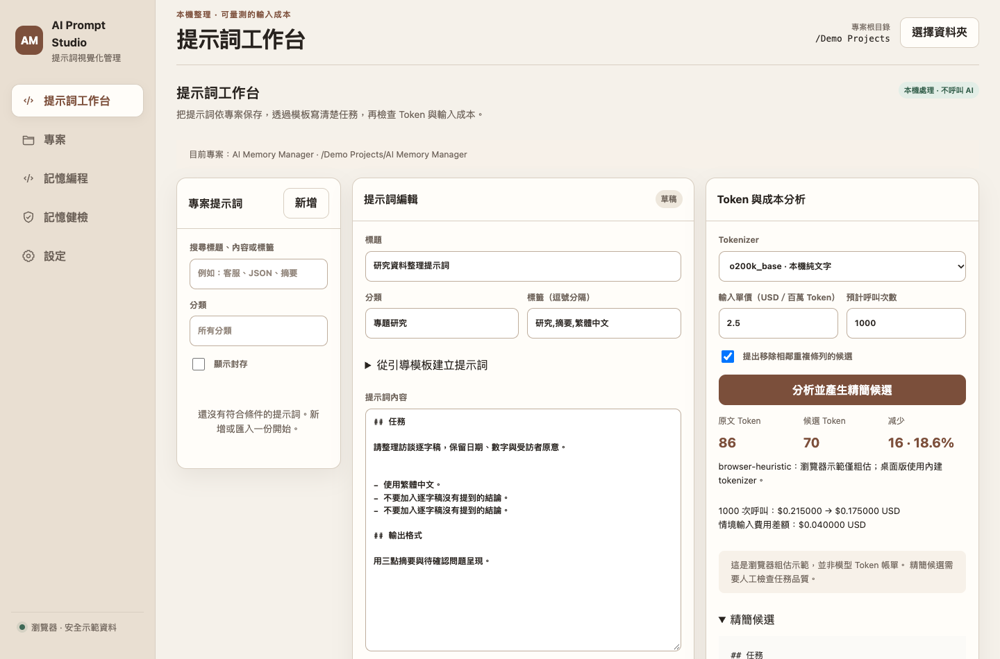 AM
AI Prompt
Studio
提示詞視覺化管理
提示詞工作台
專案
記憶編程
記憶健檢
設定
瀏覽器 · 安全示範資料
本機整理 · 可量測的輸入成本
提示詞工作台
專案根目錄
/Demo Projects
選擇資料夾
提示詞工作台
把提示詞依專案保存，透過模板寫清楚任務，再檢查 Token 與輸入成本。
本機處理 · 不呼叫 AI
目前專案：AI Memory Manager · /Demo Projects/AI Memory Manager
專案提示詞
新增
搜尋標題、內容或標籤
例如：客服、JSON、摘要
分類
所有分類
顯示封存
還沒有符合條件的提示詞。新
增或匯入一份開始。
提示詞編輯
草稿
標題
研究資料整理提示詞
分類
標籤（逗號分隔）
專題研究
研究,摘要,繁體中文
從引導模板建立提示詞
提示詞內容
## 任務
請整理訪談逐字稿，保留日期、數字與受訪者原意。
- 使用繁體中文。
- 不要加入逐字稿沒有提到的結論。
- 不要加入逐字稿沒有提到的結論。
## 輸出格式
用三點摘要與待確認問題呈現。
Token 與成本分析
Tokenizer
o200k_base · 本機純文字
輸入單價（USD / 百萬 Token）
預計呼叫次數
2.5
1000
提出移除相鄰重複條列的候選
分析並產生精簡候選
原文 Token
候選 Token
減少
86
70
16 · 18.6%
browser-heuristic：瀏覽器示範僅粗估；桌面版使用內建
tokenizer。
1000 次呼叫：$0.215000 → $0.175000 USD
情境輸入費用差額：$0.040000 USD
這是瀏覽器粗估示範，並非模型 Token 帳單。 精簡候選需
要人工檢查任務品質。
精簡候選
## 任務